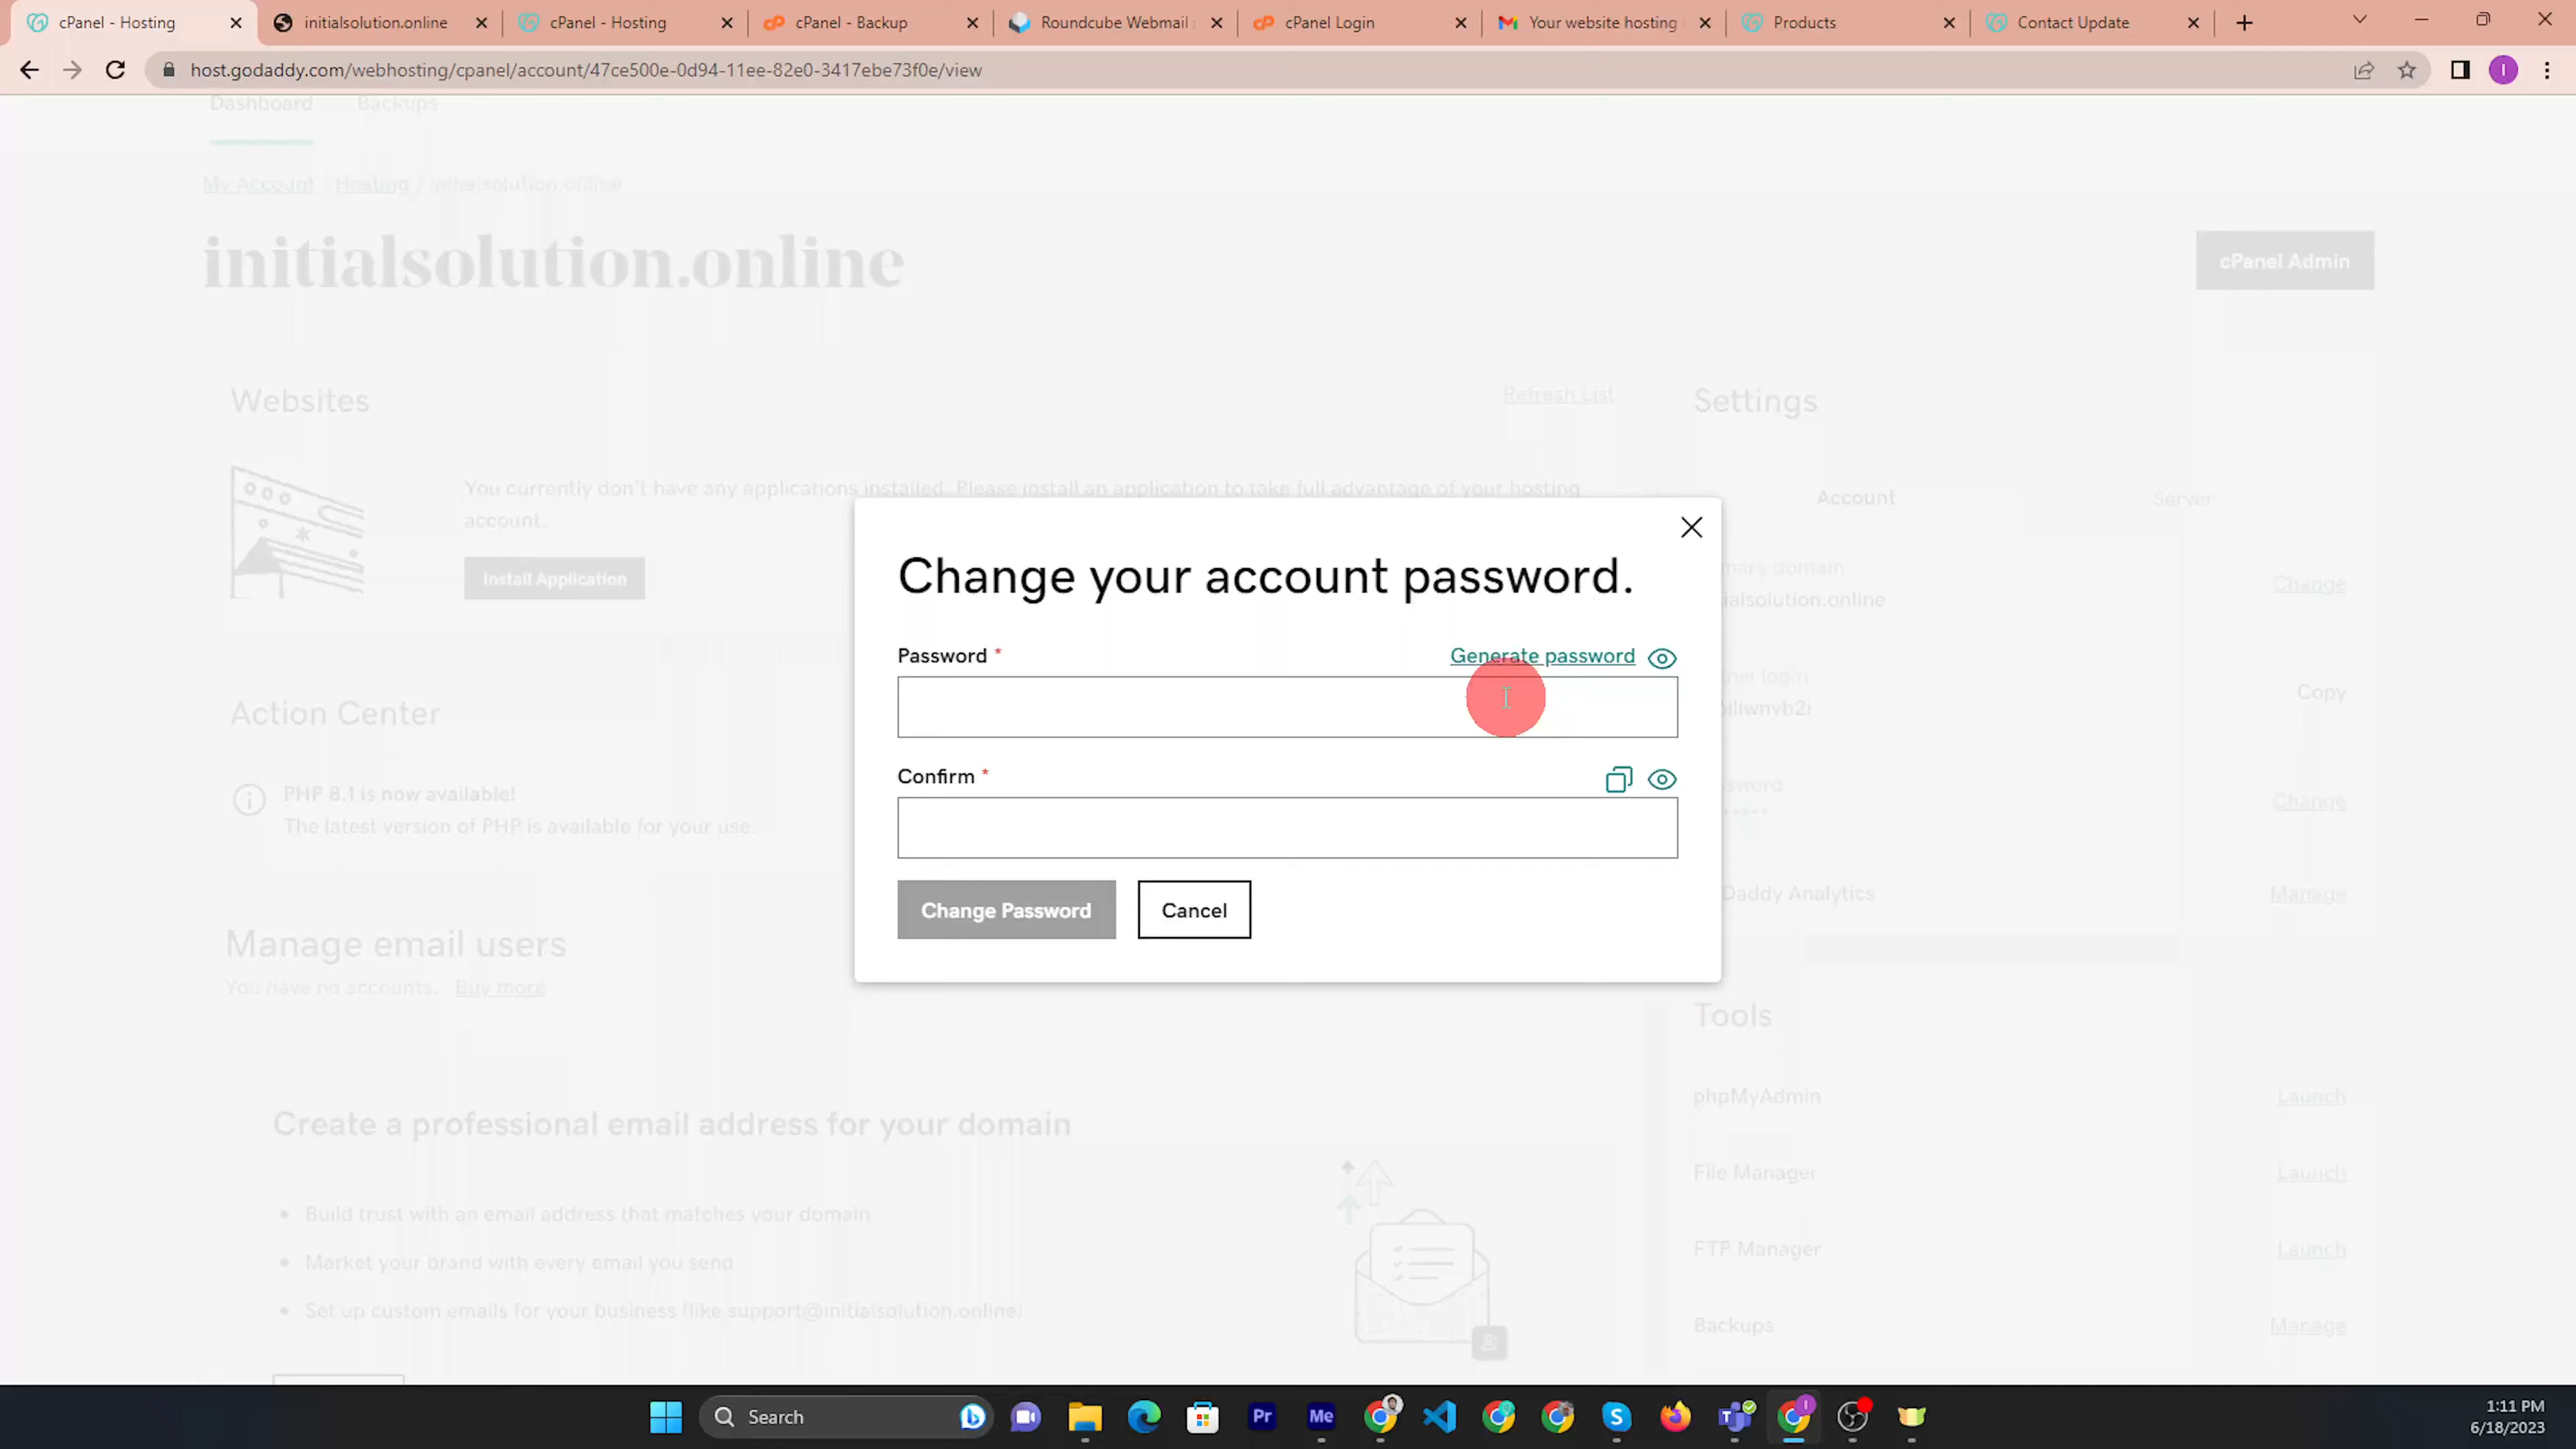 cPanel - Hosting
initialsolution.online
cPanel - Hosting
cPanel - Backup
Roundcube Webmail
cPanel Login
Your website hosting
Products
Contact Update
host.godaddy.com/webhosting/cpanel/account/47ce500e-0d94-11ee-82e0-3417ebe73f0e/view
I
Dashboard
Backups
My Account / Hosting / initialsolution.online
initialsolution.online
cPanel Admin
Websites
Refresh List
Settings
You currently don't have any applications installed. Please install an application to take full advantage of your hosting
account.
Account
Server
Install Application
Change
ialsolution.online
Change your account password.
Password *
Generate password
Copy
Action Center
PHP 8.1 is now available!
The latest version of PHP is available for your use.
Confirm *
Change
Change Password
Cancel
Daddy Analytics
Manage
Manage email users
You have no accounts.
Buy more
Tools
phpMyAdmin
Launch
Create a professional email address for your domain
File Manager
Launch
Build trust with an email address that matches your domain
FTP Manager
Launch
Market your brand with every email you send
Set up custom emails for your business (like support@initialsolution.online)
Backups
Manage
Search
Pr
Me
1:11 PM
6/18/2023